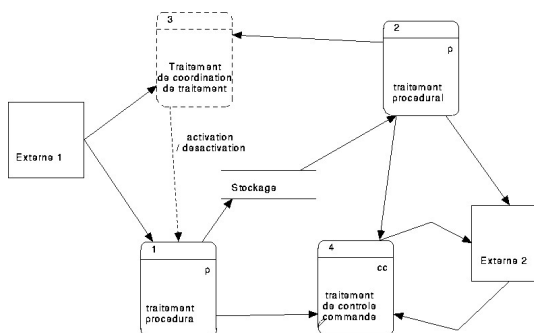 3
Traitement
de coordination
de traitement
2
p
traitement
procedural
Externe 1
activation
/ desactivation
Stockage
1
p
traitement
procedura
4
cc
traitement
de controle
commande
Externe 2